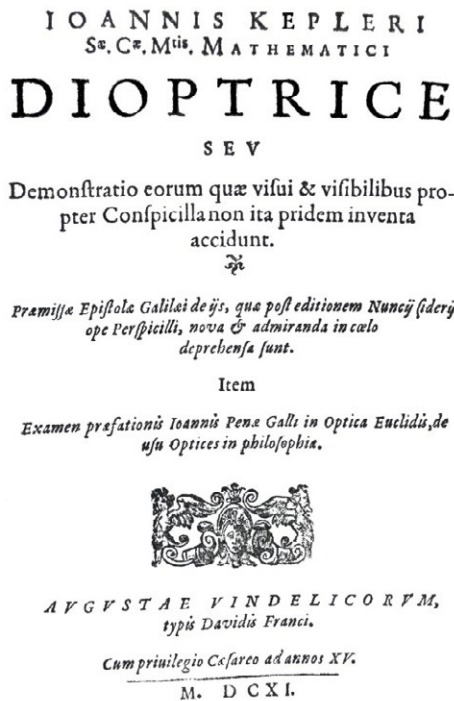 IOANNIS KEPLERI
Sæ. Cæ. Mtis. MATHEMATICI
DIOPTRICE
SEV
Demonſtratio eorum quæ viſui & viſibilibus pro-
pter Conſpicilla non ita pridem inventa
accidunt.
Præmiſſæ Epiſtolæ Galilæi de ijs, quæ poſt editionem Nuncij ſiderij
ope Perſpicilli, nova & admiranda in cœlo
deprehenſa ſunt.
Item
Examen præfationis Ioannis Penæ Galli in Optica Euclidis, de
uſu Optices in philoſophia.
AVGVSTAE VINDELICORVM,
typis Davidis Franci.
Cum priuilegio Cæſareo ad annos XV.
M. DCXI.